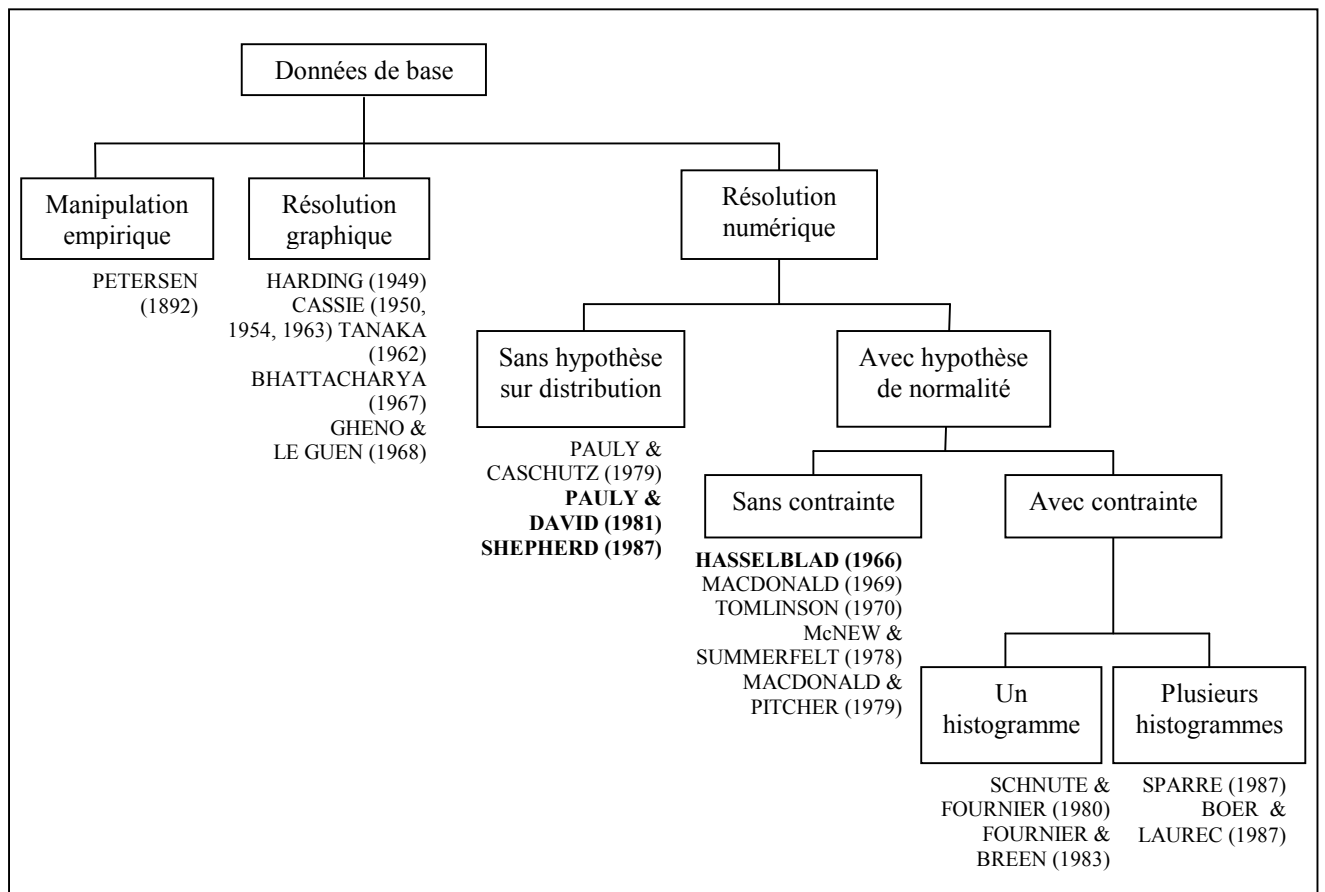 Données de base
Manipulation
empirique
PETERSEN
(1892)
Résolution
graphique
HARDING (1949)
CASSIE (1950,
1954, 1963) TANAKA
(1962)
BHATTACHARYA
(1967)
GHENO &
LE GUEN (1968)
Résolution
numérique
Sans hypothèse
sur distribution
PAULY &
CASCHUTZ (1979)
PAULY &
DAVID (1981)
SHEPHERD (1987)
Avec hypothèse
de normalité
Sans contrainte
HASSELBLAD (1966)
MACDONALD (1969)
TOMLINSON (1970)
McNEW &
SUMMERFELT (1978)
MACDONALD &
PITCHER (1979)
Avec contrainte
Un
histogramme
SCHNUTE &
FOURNIER (1980)
FOURNIER &
BREEN (1983)
Plusieurs
histogrammes
SPARRE (1987)
BOER &
LAUREC (1987)